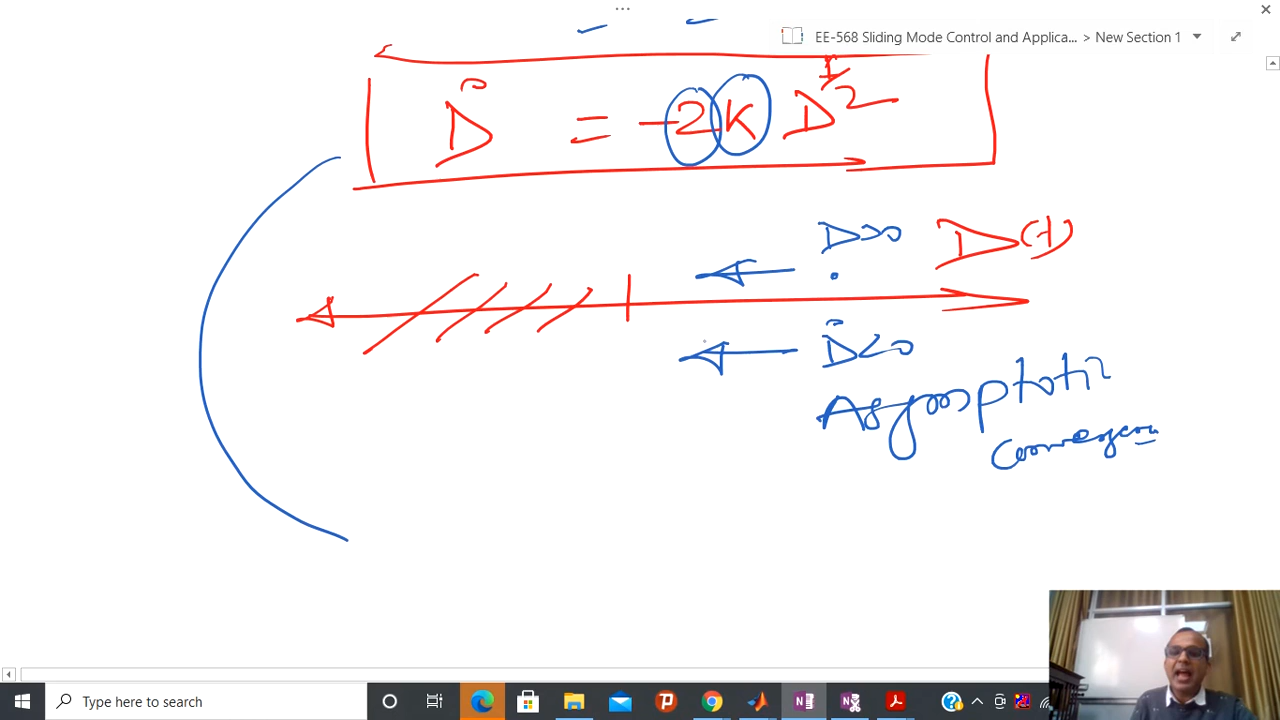 EE-568 Sliding Mode Control and Applica... > New Section 1
Ḋ = -2K D^1/2
D>0 D(t)
Ḋ<0
Asymptotic
Type here to search